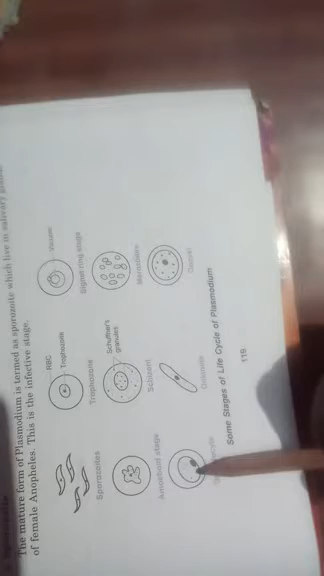 The mature form of Plasmodium is termed as sporozoite which live in salivary
of female Anopheles. This is the infective stage.
Sporozoites
RBC
Trophozoite
Trophozoite
Vacuole
Signet ring stage
Amoeboid stage
Schuffner's
granules
Schizont
Merozoites
Ookinete
Oocyst
Some Stages of Life Cycle of Plasmodium
119